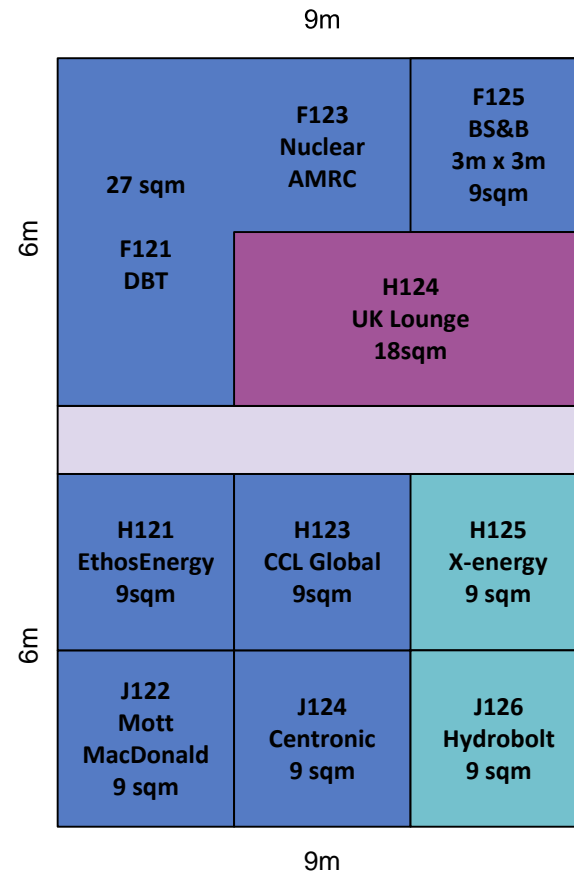 9m
6m
27 sqm
F121
DBT
F123
Nuclear
AMRC
F125
BS&B
3m x 3m
9sqm
H124
UK Lounge
18sqm
6m
H121
EthosEnergy
9sqm
H123
CCL Global
9sqm
H125
X-energy
9 sqm
J122
Mott
MacDonald
9 sqm
J124
Centronic
9 sqm
J126
Hydrobolt
9 sqm
9m